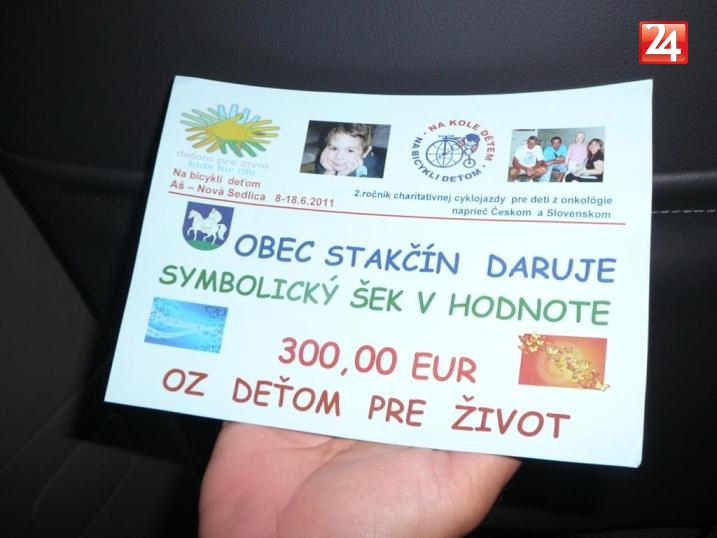 24
deťom pre život
kids for life
NA KOLE DĚTEM
NA BICYKLI DEŤOM
Na bicykli deťom
Aš – Nová Sedlica 8-18.6.2011
2.ročník charitatívnej cyklojazdy pre deti z onkológie
naprieč Českom a Slovenskom
OBEC STAKČÍN DARUJE
SYMBOLICKÝ ŠEK V HODNOTE
300,00 EUR
OZ DEŤOM PRE ŽIVOT